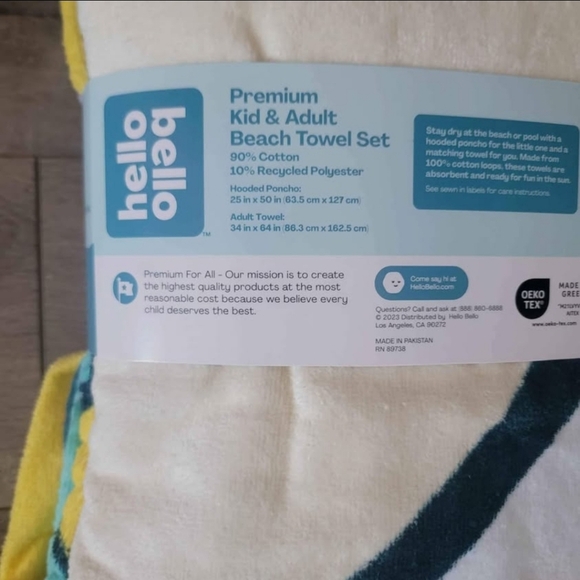 hello
bello
TM
Premium
Kid & Adult
Beach Towel Set
90% Cotton
10% Recycled Polyester
Hooded Poncho:
25 in x 50 in (63.5 cm x 127 cm)
Adult Towel:
34 in x 64 in (86.3 cm x 162.5 cm)
Stay dry at the beach or pool with a
hooded poncho for the little one and a
matching towel for you. Made from
100% cotton loops, these towels are
absorbent and ready for fun in the sun.
See sewn in labels for care instructions.
Premium For All - Our mission is to create
the highest quality products at the most
reasonable cost because we believe every
child deserves the best.
Come say hi at
HelloBello.com
Questions? Call and ask at (888) 880-8888
© 2023 Distributed by Hello Bello
Los Angeles, CA 90272
MADE IN PAKISTAN
RN 69738
OEKO
TEX®
MADE
GREE
www.oeko-tex.com